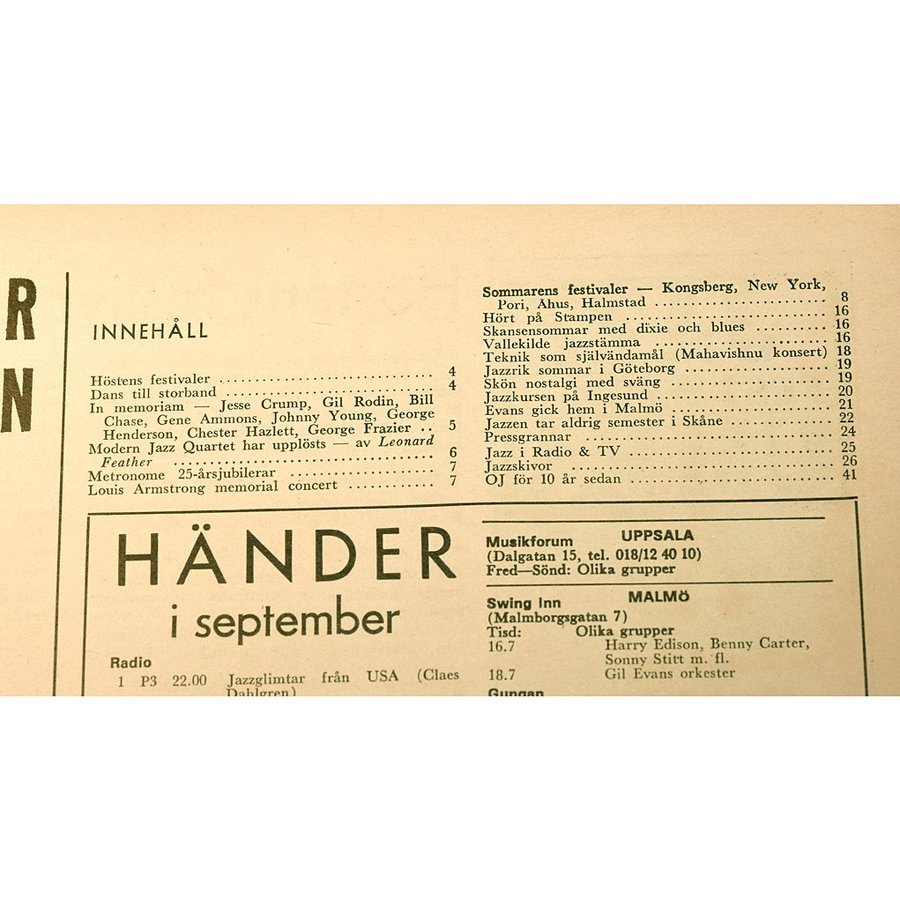 R
N
INNEHÅLL
Höstens festivaler 4
Dans till storband 4
In memoriam — Jesse Crump, Gil Rodin, Bill
Chase, Gene Ammons, Johnny Young, George
Henderson, Chester Hazlett, George Frazier .. 5
Modern Jazz Quartet har upplösts — av Leonard
Feather 6
Metronome 25-årsjubilerar 7
Louis Armstrong memorial concert 7
Sommarens festivaler — Kongsberg, New York,
Pori, Åhus, Halmstad 8
Hört på Stampen 16
Skansensommar med dixie och blues 16
Vallekilde jazzstämma 16
Teknik som självändamål (Mahavishnu konsert) 18
Jazzrik sommar i Göteborg 19
Skön nostalgi med sväng 19
Jazzkursen på Ingesund 20
Evans gick hem i Malmö 21
Jazzen tar aldrig semester i Skåne 22
Pressgrannar 24
Jazz i Radio & TV 25
Jazzskivor 26
OJ för 10 år sedan 41
HÄNDER
i september
Radio
1 P3 22.00 Jazzglimtar från USA (Claes
Dahlgren)
UPPSALA
Musikforum
(Dalgatan 15, tel. 018/12 40 10)
Fred—Sönd: Olika grupper
MALMÖ
Swing Inn
(Malmborgsgatan 7)
Tisd: Olika grupper
16.7 Harry Edison, Benny Carter,
Sonny Stitt m. fl.
18.7 Gil Evans orkester
Gungan